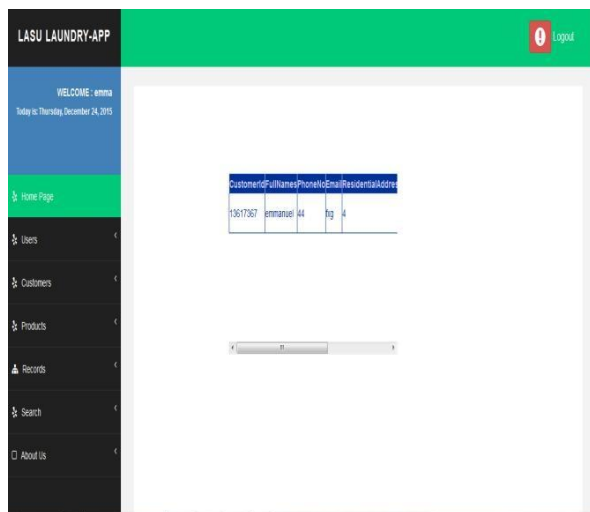 LASU LAUNDRY-APP
Logout
WELCOME : emma
Today is: Thursday, December 24, 2015
Home Page
Users
Customers
Products
Records
Search
About Us
CustomerId FullNames PhoneNo Email ResidentialAddres
13617367 emmanuel 44 fxg 4